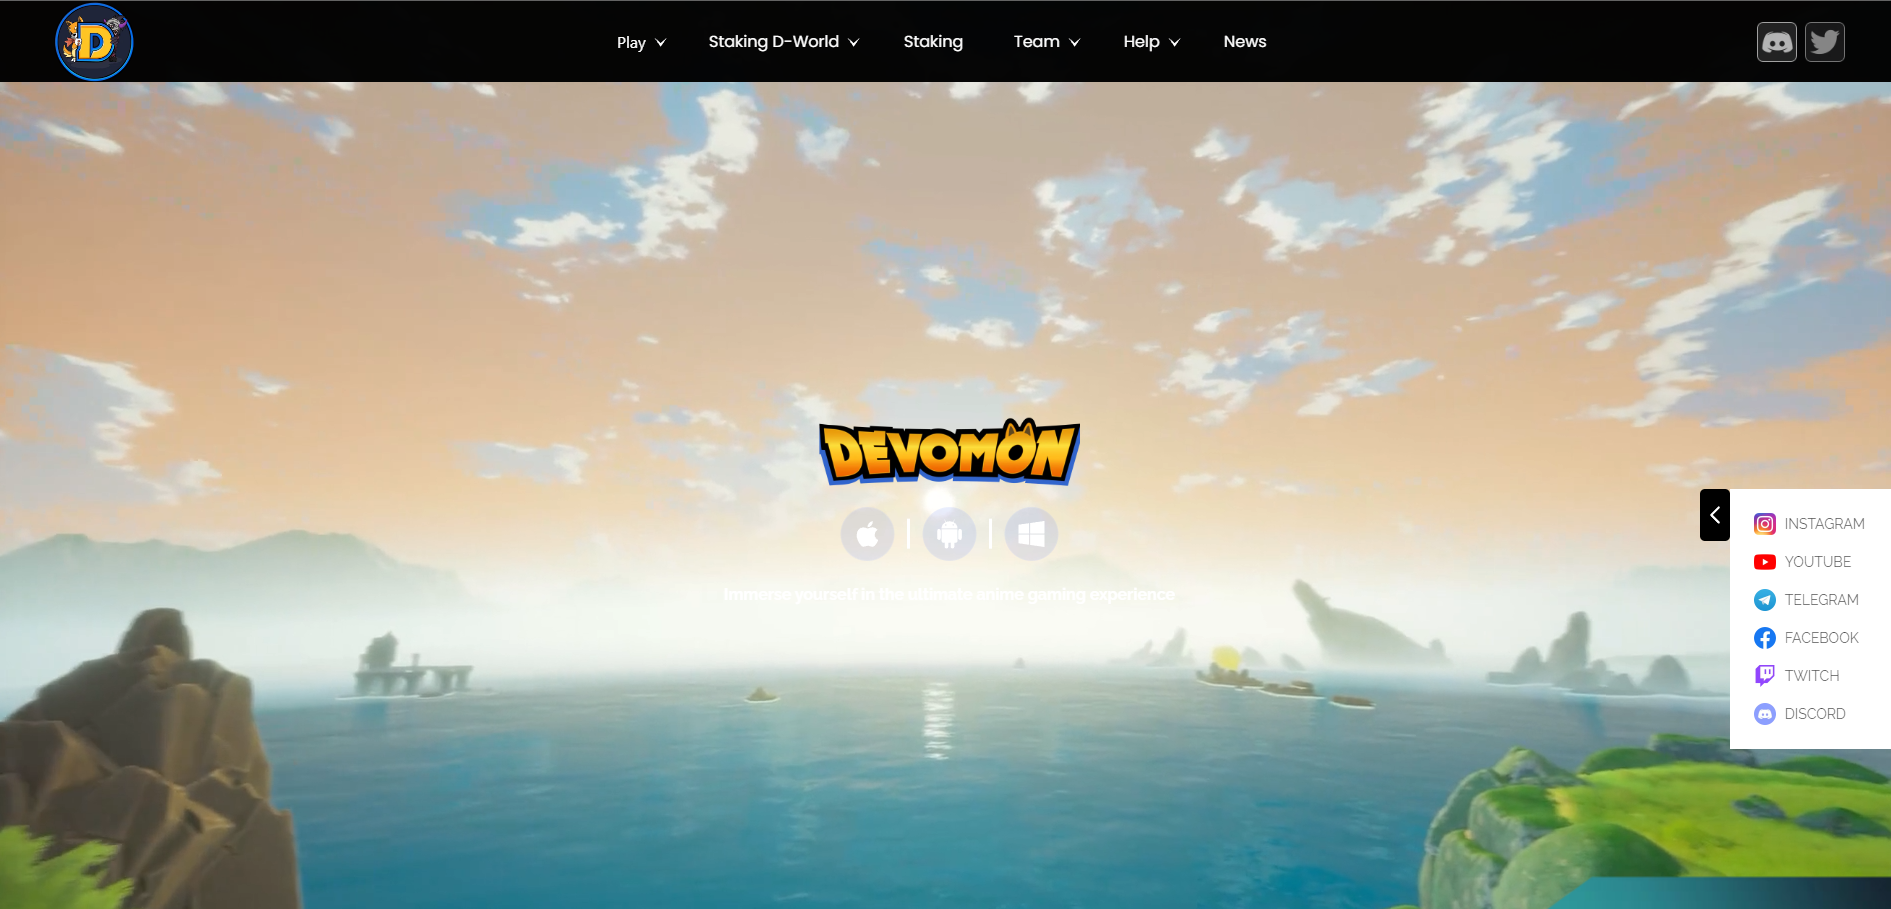 D
Play
Staking D-World
Staking
Team
Help
News
DEVOMON
Immerse yourself in the ultimate anime gaming experience
INSTAGRAM
YOUTUBE
TELEGRAM
FACEBOOK
TWITCH
DISCORD